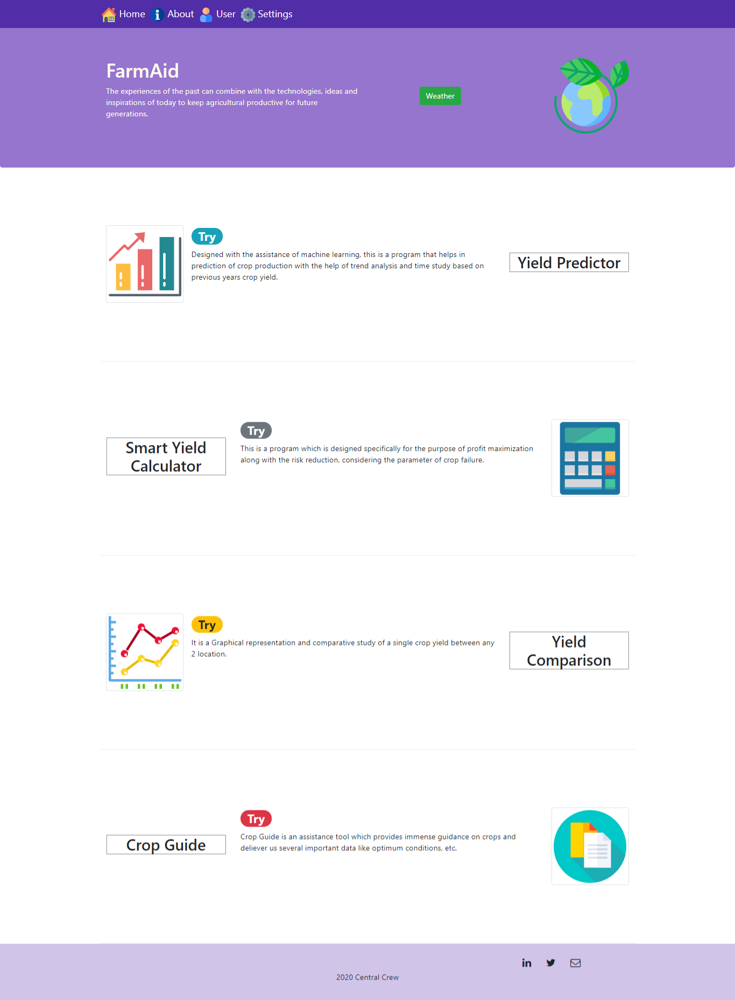 Home About User Settings
FarmAid
The experiences of the past can combine with the technologies, ideas and
inspirations of today to keep agricultural productive for future
generations.
Weather
Try
Designed with the assistance of machine learning, this is a program that helps in
prediction of crop production with the help of trend analysis and time study based on
previous years crop yield.
Yield Predictor
Smart Yield
Calculator
Try
This is a program which is designed specifically for the purpose of profit maximization
along with the risk reduction, considering the parameter of crop failure.
Try
It is a Graphical representation and comparative study of a single crop yield between any
2 location.
Yield
Comparison
Crop Guide
Try
Crop Guide is an assistance tool which provides immense guidance on crops and
deliever us several important data like optimum conditions, etc.
2020 Central Crew